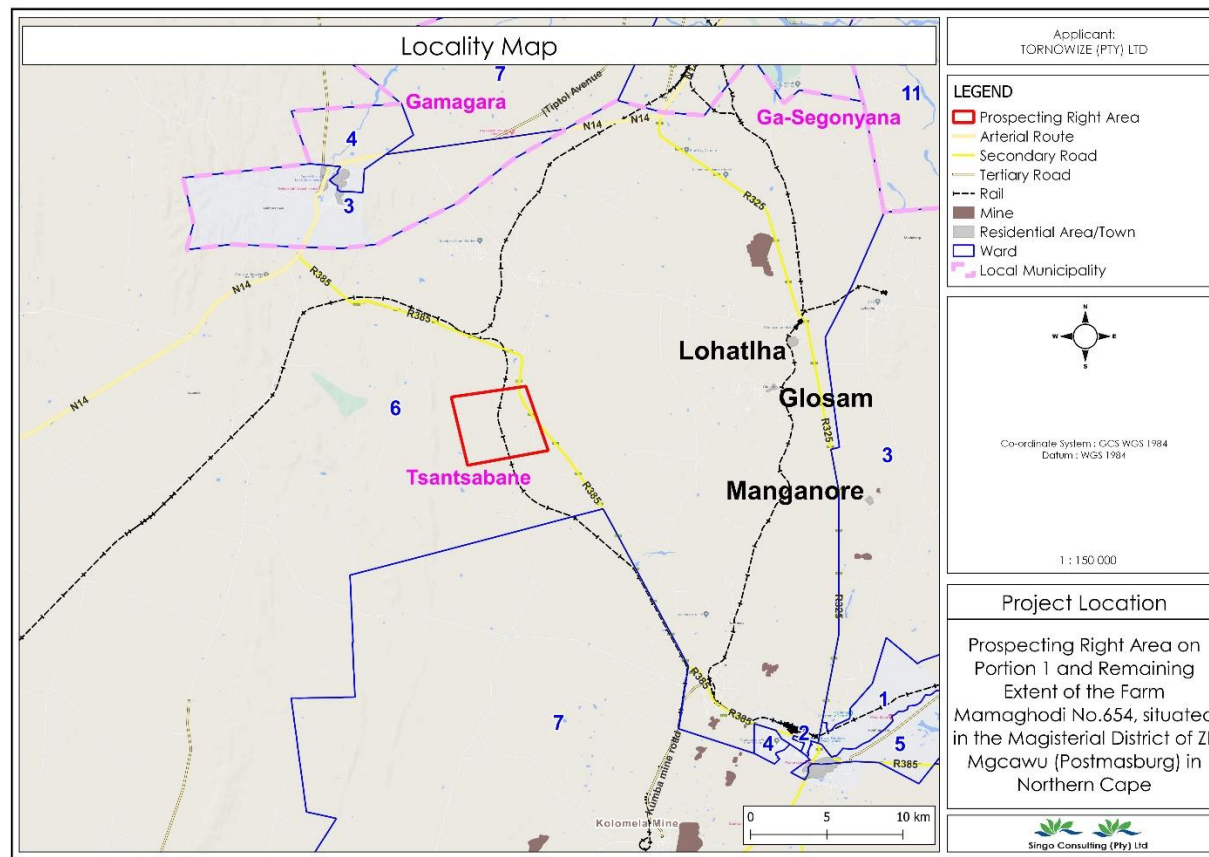 Locality Map
7
Gamagara
Tiptol Avenue
N12
11
4
Ga-Segonyana
N14
N14
3
R325
N14
R385
R385
N14
Lohatlha
6
Glosam
R325
3
Tsantsabane
R385
Manganore
R325
7
R385
1
R385
2
4
5
R385
Kumba mine road
Kolomela Mine
0
5
10 km
Applicant:
TORNOWIZE (PTY) LTD
LEGEND
Prospecting Right Area
Arterial Route
Secondary Road
Tertiary Road
Rail
Mine
Residential Area/Town
Ward
Local Municipality
N
W
E
S
Co-ordinate System : GCS WGS 1984
Datum : WGS 1984
1 : 150 000
Project Location
Prospecting Right Area on
Portion 1 and Remaining
Extent of the Farm
Mamaghodi No.654, situated
in the Magisterial District of ZF
Mgcawu (Postmasburg) in
Northern Cape
Singo Consulting (Pty) Ltd